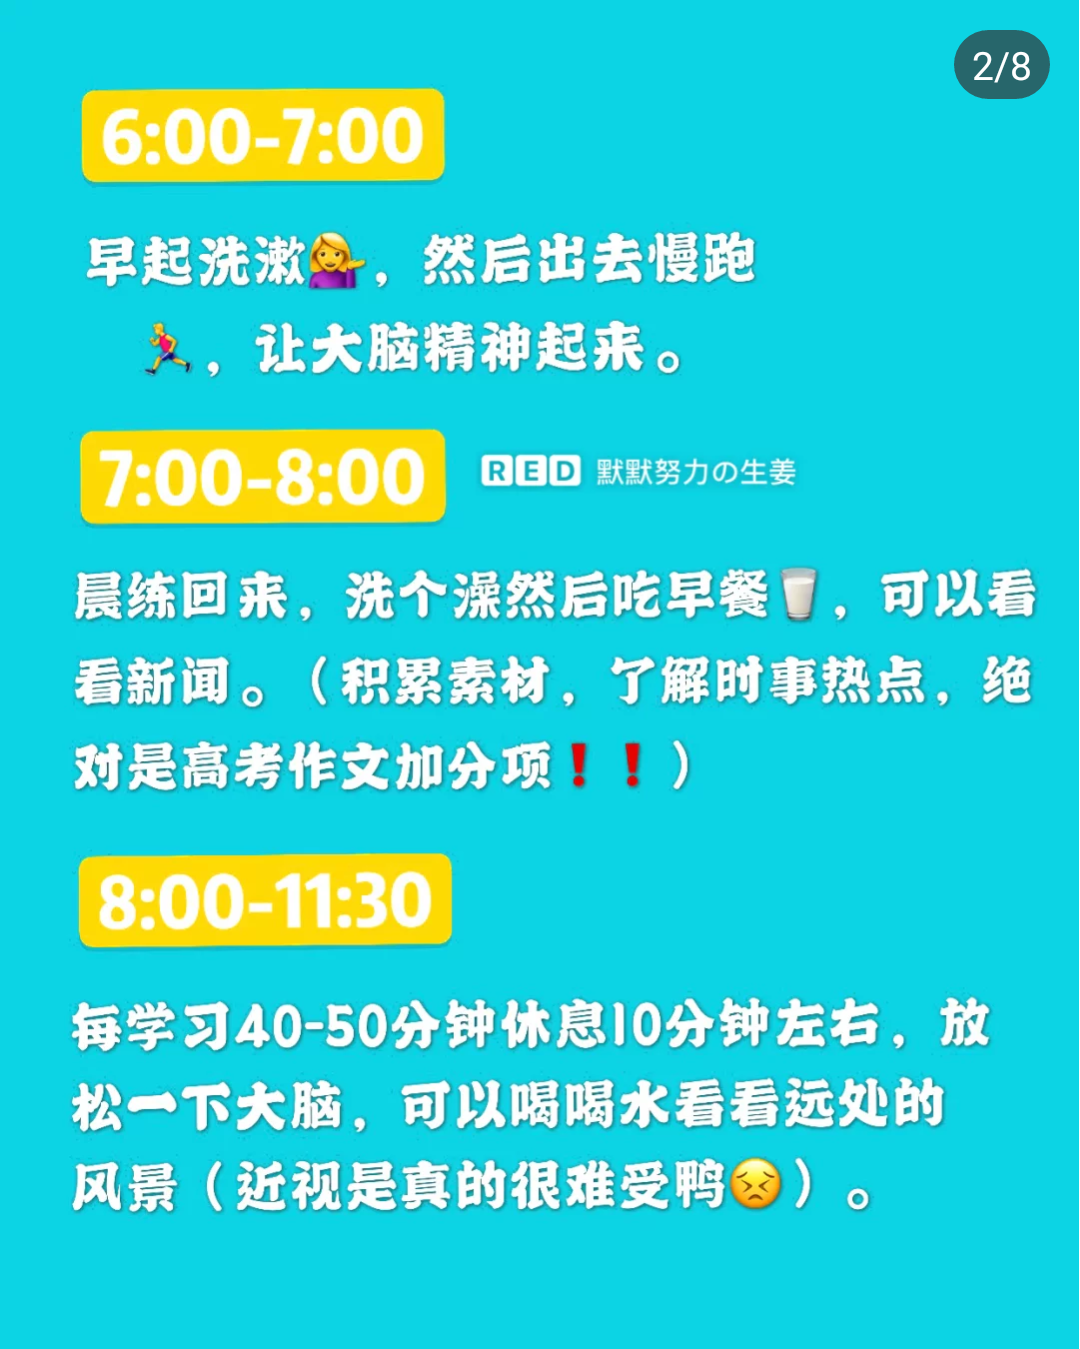 2/8
6:00-7:00
早起洗漱💁‍♀️，然后出去慢跑
🏃，让大脑精神起来。
7:00-8:00
RED 默默努力の生姜
晨练回来，洗个澡然后吃早餐🥛，可以看
看新闻。（积累素材，了解时事热点，绝
对是高考作文加分项❗❗）
8:00-11:30
每学习40-50分钟休息10分钟左右，放
松一下大脑，可以喝喝水看看远处的
风景（近视是真的很难受鸭😣）。